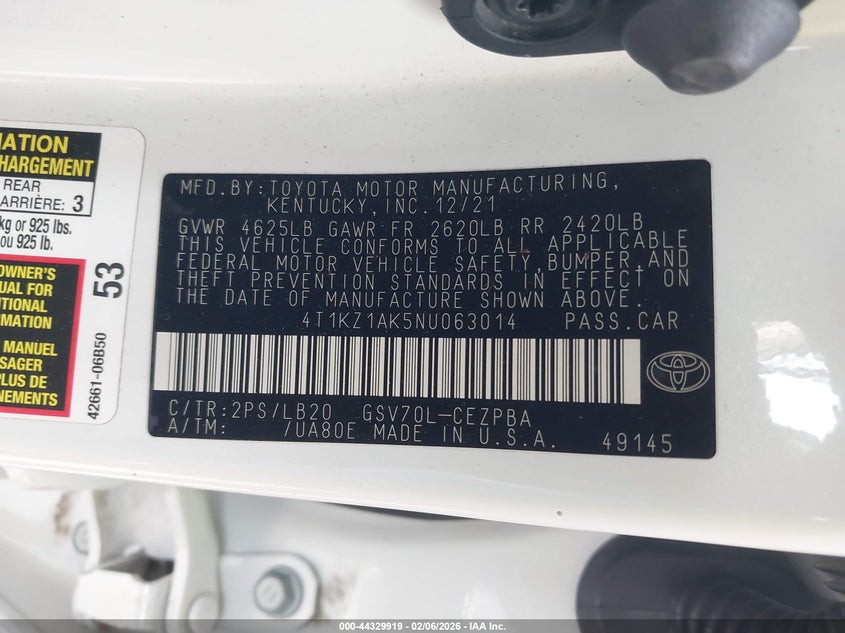 MATION
CHARGEMENT
REAR
ARRIÈRE: 3
kg or 925 lbs.
ou 925 lb.
OWNER'S
UAL FOR
TIONAL
RMATION
MANUEL
SAGER
PLUS DE
NEMENTS
53
42661-06B50
MFD. BY: TOYOTA MOTOR MANUFACTURING,
KENTUCKY, INC. 12/21
GVWR 4625LB GAWR FR 2620LB RR 2420LB
THIS VEHICLE CONFORMS TO ALL APPLICABLE
FEDERAL MOTOR VEHICLE SAFETY, BUMPER, AND
THEFT PREVENTION STANDARDS IN EFFECT ON
THE DATE OF MANUFACTURE SHOWN ABOVE.
4T1KZ1AK5NU063014 PASS. CAR
C/TR: 2PS/LB20 GSV70L-CEZPBA
A/TM: /UA80E MADE IN U.S.A. 49145
000-44329919 - 02/06/2026 - IAA Inc.